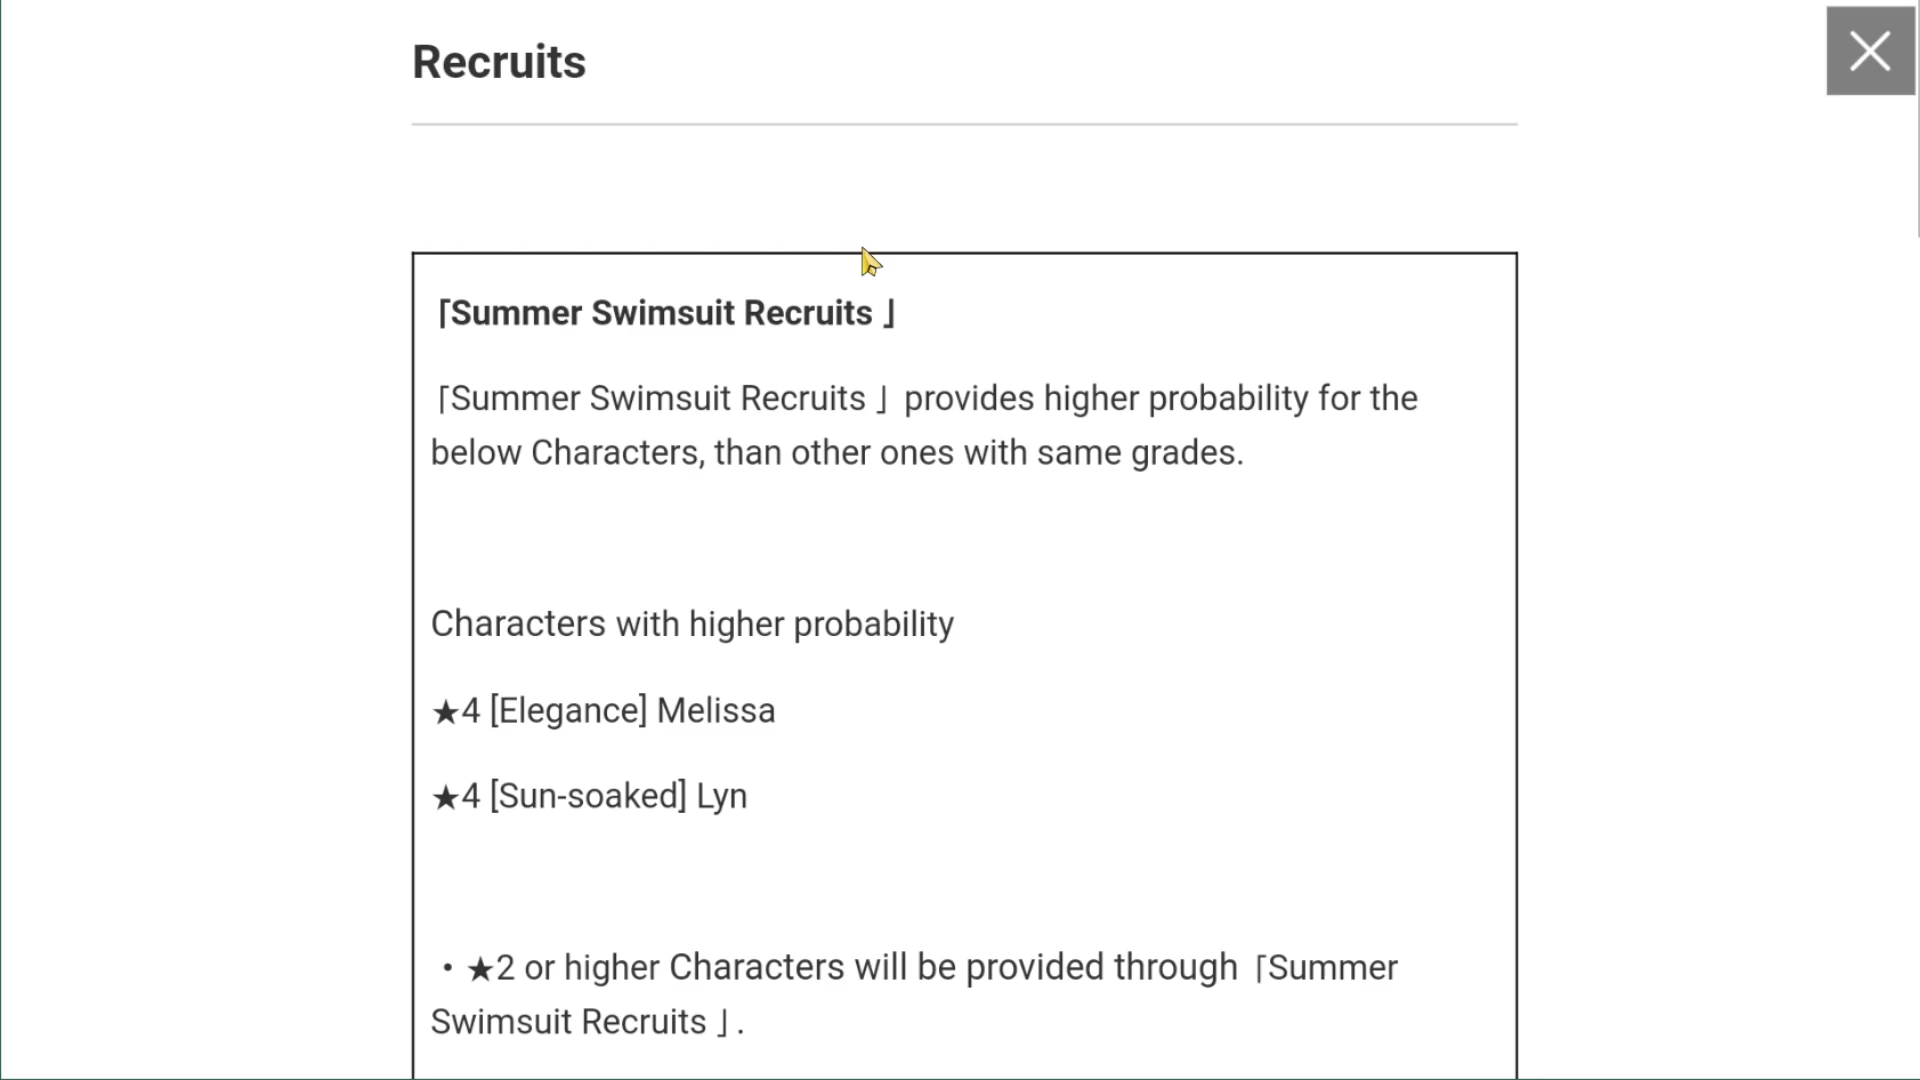 Recruits
「Summer Swimsuit Recruits 」
「Summer Swimsuit Recruits 」 provides higher probability for the
below Characters, than other ones with same grades.
Characters with higher probability
★4 [Elegance] Melissa
★4 [Sun-soaked] Lyn
・★2 or higher Characters will be provided through 「Summer
Swimsuit Recruits 」.